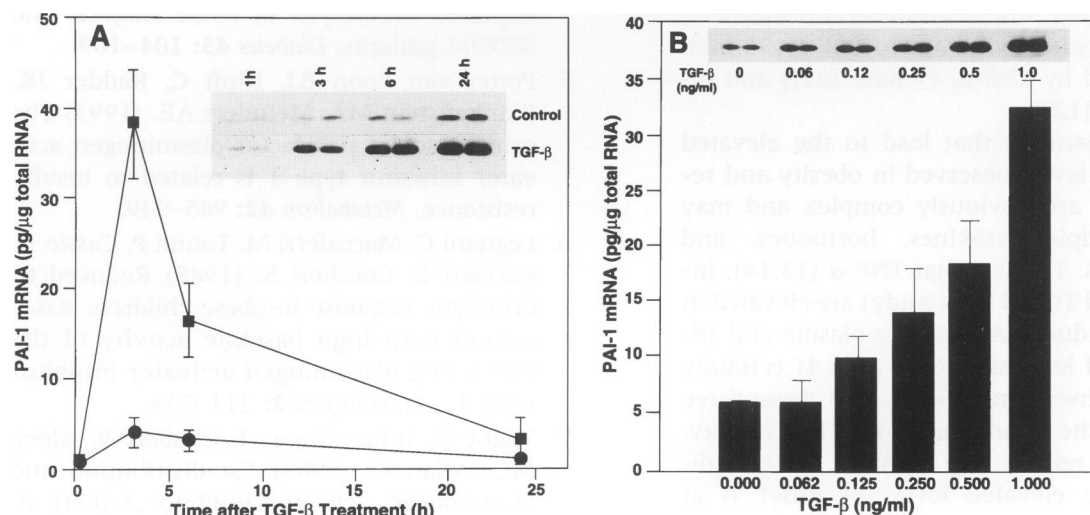 A
50
40
30
20
10
0
PAI-1 mRNA (pg/µg total RNA)
1 h 3 h 6 h 24 h
Control
TGF-β
0 5 10 15 20 25
Time after TGF-β Treatment (h)
B
TGF-β 0 0.06 0.12 0.25 0.5 1.0
(ng/ml)
35
30
25
20
15
10
5
0
PAI-1 mRNA (pg/µg total RNA)
0.000 0.062 0.125 0.250 0.500 1.000
TGF-β (ng/ml)